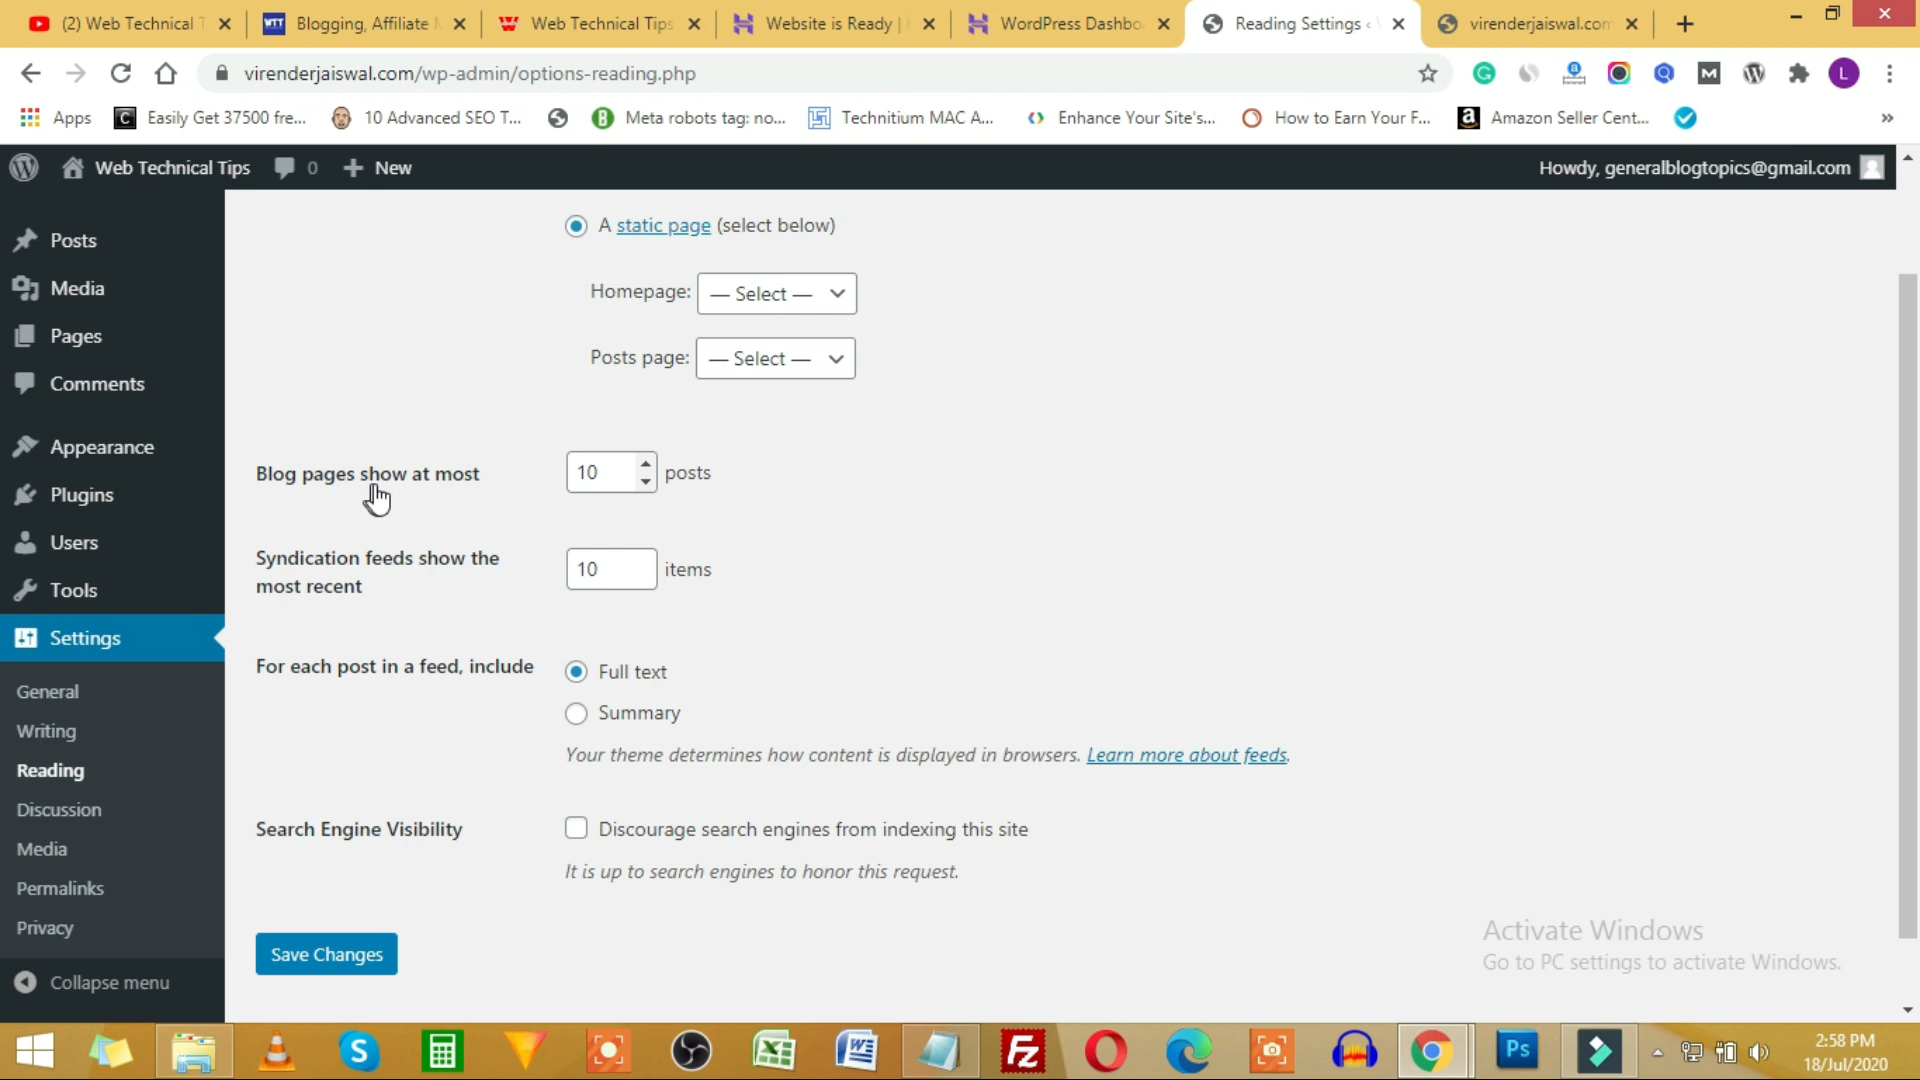 (2) Web Technical T
Blogging, Affiliate M
Web Technical Tips
Website is Ready |
WordPress Dashbo
Reading Settings ‹
virenderjaiswal.com
virenderjaiswal.com/wp-admin/options-reading.php
L
Apps
Easily Get 37500 fre...
10 Advanced SEO T...
Meta robots tag: no...
Technitium MAC A...
Enhance Your Site's...
How to Earn Your F...
Amazon Seller Cent...
»
Web Technical Tips
0
New
Howdy, generalblogtopics@gmail.com
Posts
Media
Pages
Comments
Appearance
Plugins
Users
Tools
Settings
General
Writing
Reading
Discussion
Media
Permalinks
Privacy
Collapse menu
A static page (select below)
Homepage: — Select —
Posts page: — Select —
Blog pages show at most 10 posts
Syndication feeds show the
most recent
10 items
For each post in a feed, include
Full text
Summary
Your theme determines how content is displayed in browsers. Learn more about feeds.
Search Engine Visibility
Discourage search engines from indexing this site
It is up to search engines to honor this request.
Save Changes
Activate Windows
Go to PC settings to activate Windows.
2:58 PM
18/Jul/2020